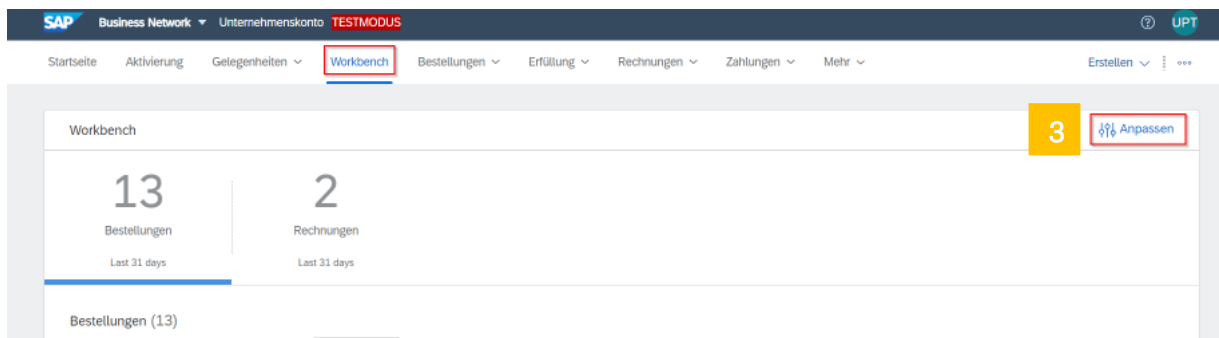 SAP Business Network Unternehmenskonto TESTMODUS UPT
Startseite Aktivierung Gelegenheiten Workbench Bestellungen Erfüllung Rechnungen Zahlungen Mehr Erstellen
Workbench 3 Anpassen
13 2
Bestellungen Rechnungen
Last 31 days Last 31 days
Bestellungen (13)